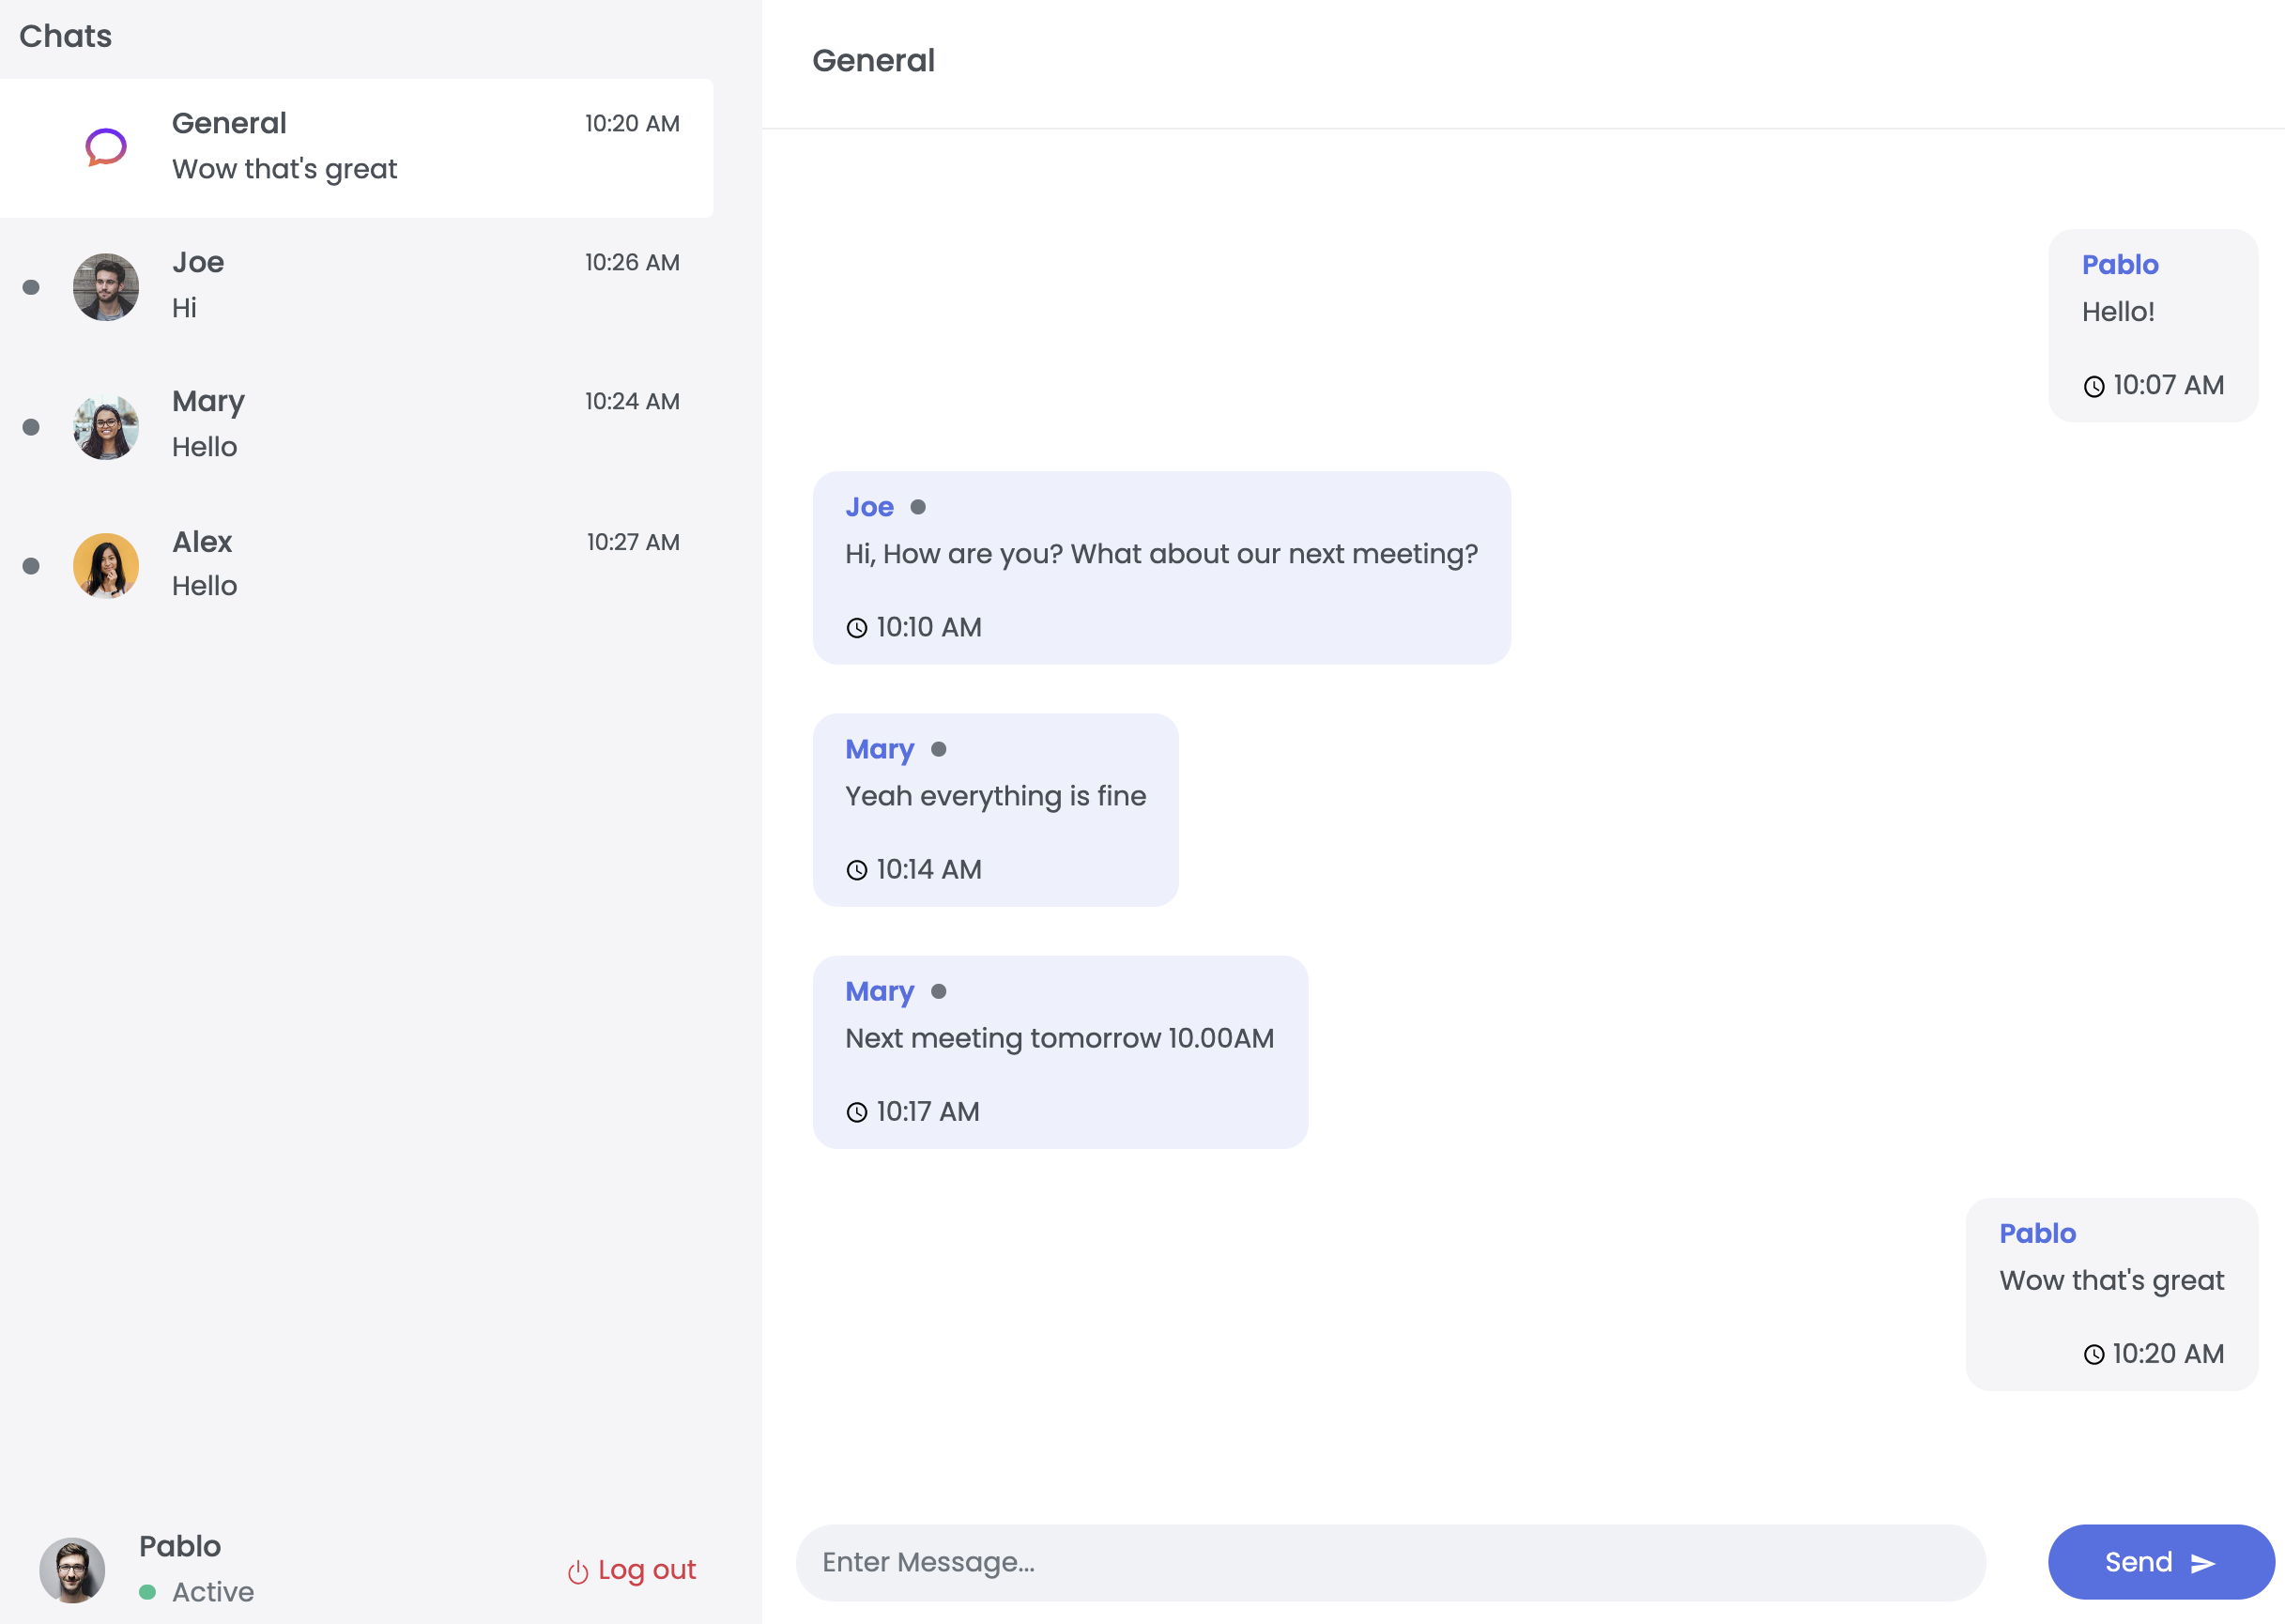 Chats
General
10:20 AM
Wow that's great
Joe
10:26 AM
Hi
Mary
10:24 AM
Hello
Alex
10:27 AM
Hello
Pablo
Active
Log out
General
Pablo
Hello!
10:07 AM
Joe
Hi, How are you? What about our next meeting?
10:10 AM
Mary
Yeah everything is fine
10:14 AM
Mary
Next meeting tomorrow 10.00AM
10:17 AM
Pablo
Wow that's great
10:20 AM
Enter Message...
Send